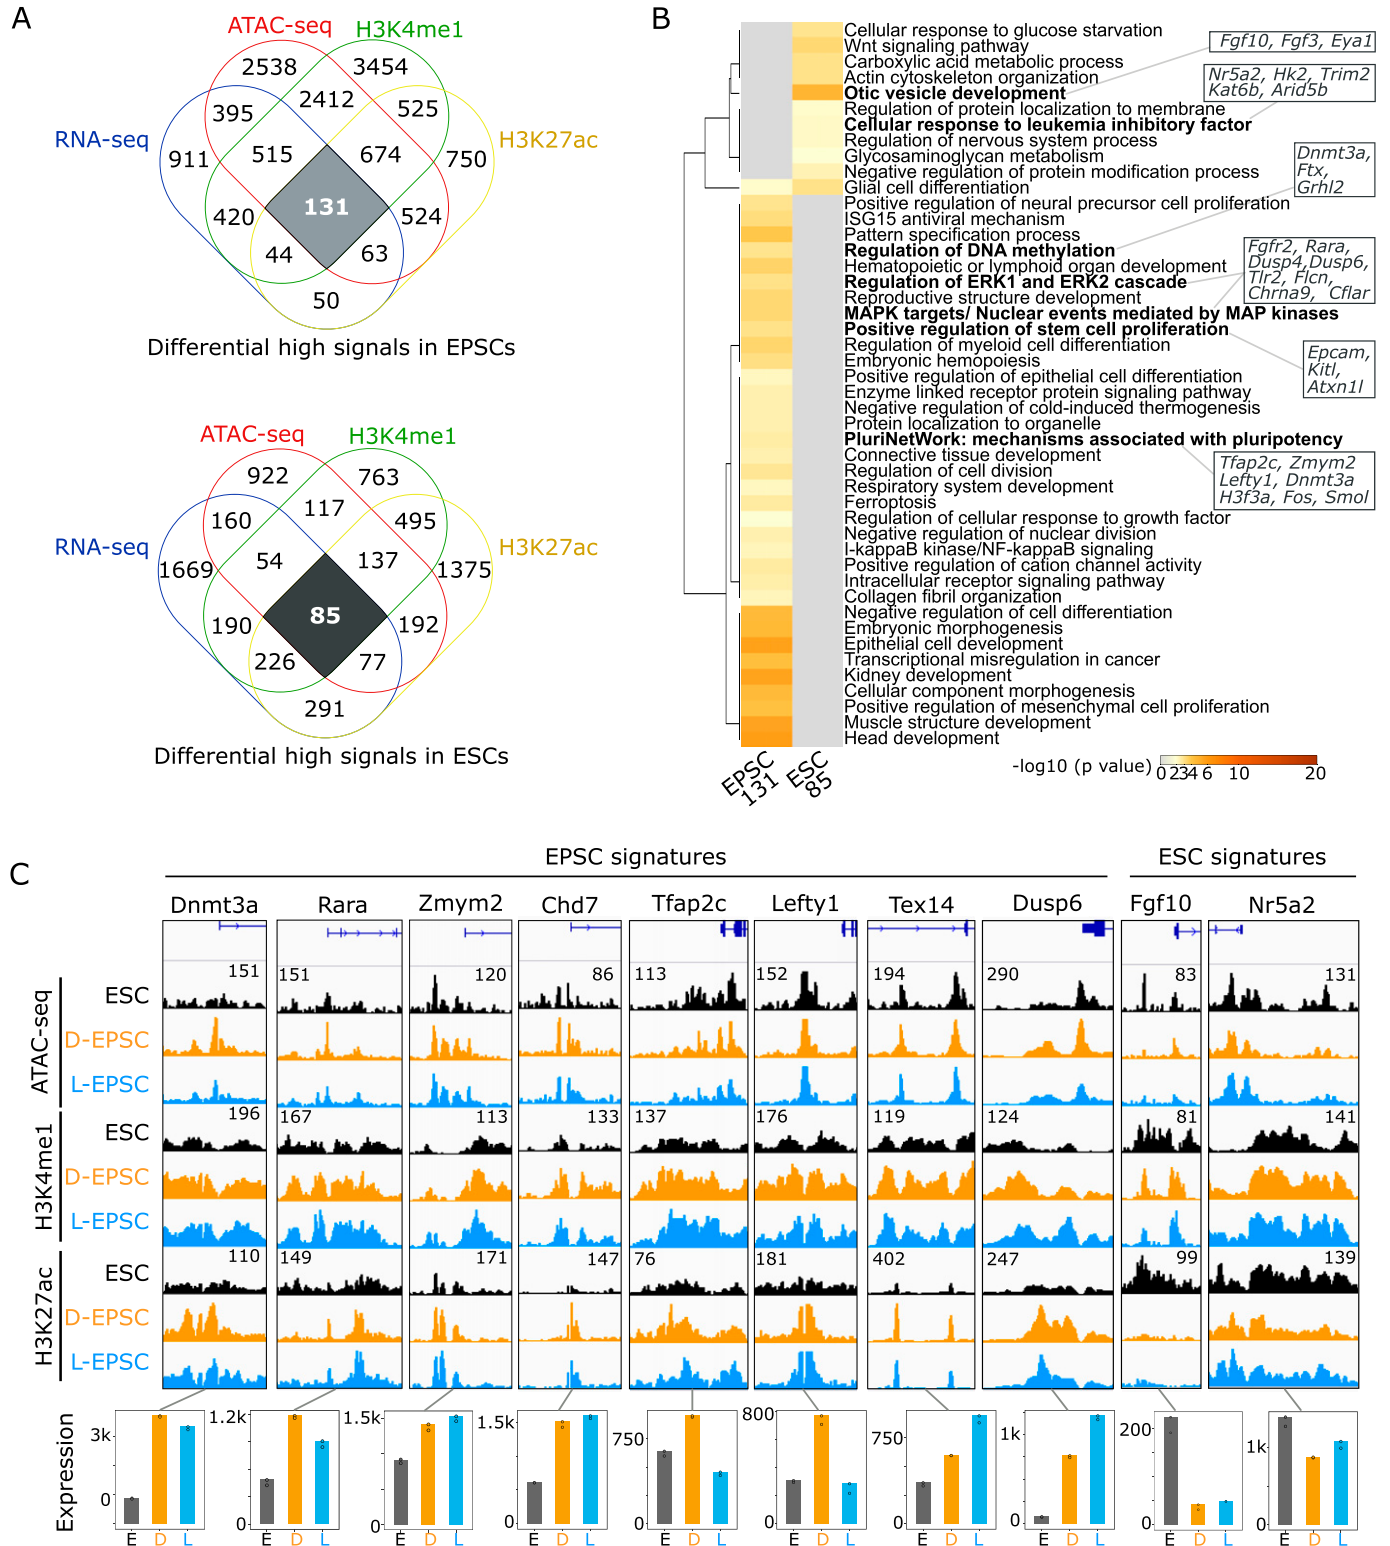 A
ATAC-seq
H3K4me1
RNA-seq
H3K27ac
2538
3454
395
2412
525
911
515
674
750
131
420
524
44
63
50
Differential high signals in EPSCs
ATAC-seq
H3K4me1
RNA-seq
H3K27ac
922
763
160
117
495
1669
54
137
1375
85
190
192
226
77
291
Differential high signals in ESCs
B
Cellular response to glucose starvation
Wnt signaling pathway
Carboxylic acid metabolic process
Actin cytoskeleton organization
Otic vesicle development
Regulation of protein localization to membrane
Cellular response to leukemia inhibitory factor
Regulation of nervous system process
Glycosaminoglycan metabolism
Negative regulation of protein modification process
Glial cell differentiation
Positive regulation of neural precursor cell proliferation
ISG15 antiviral mechanism
Pattern specification process
Regulation of DNA methylation
Hematopoietic or lymphoid organ development
Regulation of ERK1 and ERK2 cascade
Reproductive structure development
MAPK targets/ Nuclear events mediated by MAP kinases
Positive regulation of stem cell proliferation
Regulation of myeloid cell differentiation
Embryonic hemopoiesis
Positive regulation of epithelial cell differentiation
Enzyme linked receptor protein signaling pathway
Negative regulation of cold-induced thermogenesis
Protein localization to organelle
PluriNetWork: mechanisms associated with pluripotency
Connective tissue development
Regulation of cell division
Respiratory system development
Ferroptosis
Regulation of cellular response to growth factor
Negative regulation of nuclear division
I-kappaB kinase/NF-kappaB signaling
Positive regulation of cation channel activity
Intracellular receptor signaling pathway
Collagen fibril organization
Negative regulation of cell differentiation
Embryonic morphogenesis
Epithelial cell development
Transcriptional misregulation in cancer
Kidney development
Cellular component morphogenesis
Positive regulation of mesenchymal cell proliferation
Muscle structure development
Head development
Fgf10, Fgf3, Eya1
Nr5a2, Hk2, Trim2
Kat6b, Arid5b
Dnmt3a,
Ftx,
Grhl2
Fgfr2, Rara,
Dusp4,Dusp6,
Tlr2, Flcn,
Chrna9, Cflar
Epcam,
Kitl,
Atxn1l
Tfap2c, Zmym2
Lefty1, Dnmt3a
H3f3a, Fos, Smol
EPSC
131
ESC
85
-log10 (p value)
0 2 3 4 6 10 20
C
EPSC signatures
ESC signatures
Dnmt3a Rara Zmym2 Chd7 Tfap2c Lefty1 Tex14 Dusp6 Fgf10 Nr5a2
ATAC-seq
ESC
151 151 120 86 113 152 194 290 83 131
D-EPSC
L-EPSC
H3K4me1
ESC
196 167 113 133 137 176 119 124 81 141
D-EPSC
L-EPSC
H3K27ac
ESC
110 149 171 147 76 181 402 247 99 139
D-EPSC
L-EPSC
Expression
3k
0
1.2k
0
1.5k
0
1.5k
0
750
0
800
0
750
0
1k
0
200
0
1k
0
E D L E D L E D L E D L E D L E D L E D L E D L E D L E D L